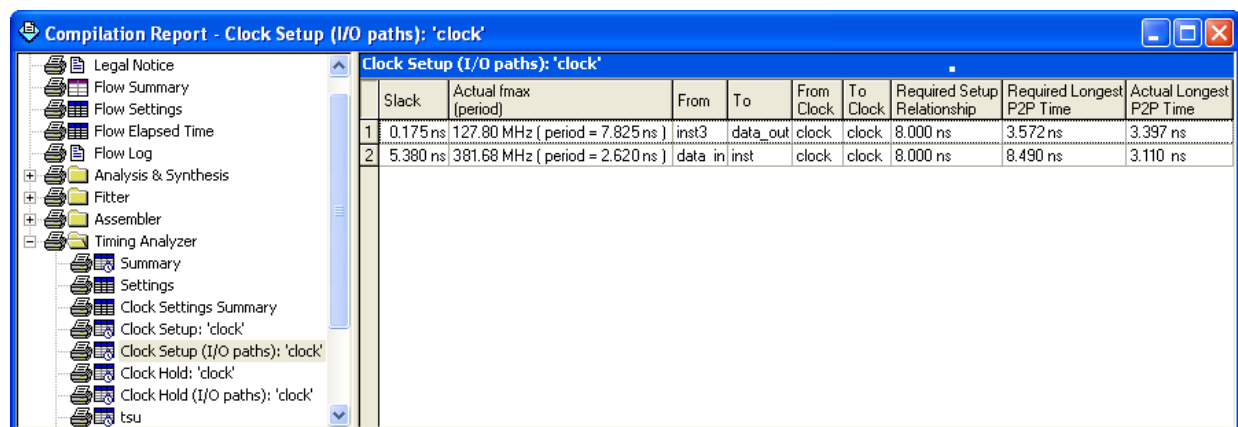 Compilation Report - Clock Setup (I/O paths): 'clock'
Legal Notice
Flow Summary
Flow Settings
Flow Elapsed Time
Flow Log
Analysis & Synthesis
Fitter
Assembler
Timing Analyzer
Summary
Settings
Clock Settings Summary
Clock Setup: 'clock'
Clock Setup (I/O paths): 'clock'
Clock Hold: 'clock'
Clock Hold (I/O paths): 'clock'
tsu
Clock Setup (I/O paths): 'clock'
Slack Actual fmax (period) From To From Clock To Clock Required Setup Relationship Required Longest P2P Time Actual Longest P2P Time
1 0.175 ns 127.80 MHz ( period = 7.825 ns ) inst3 data_out clock clock 8.000 ns 3.572 ns 3.397 ns
2 5.380 ns 381.68 MHz ( period = 2.620 ns ) data_in inst clock clock 8.000 ns 8.490 ns 3.110 ns